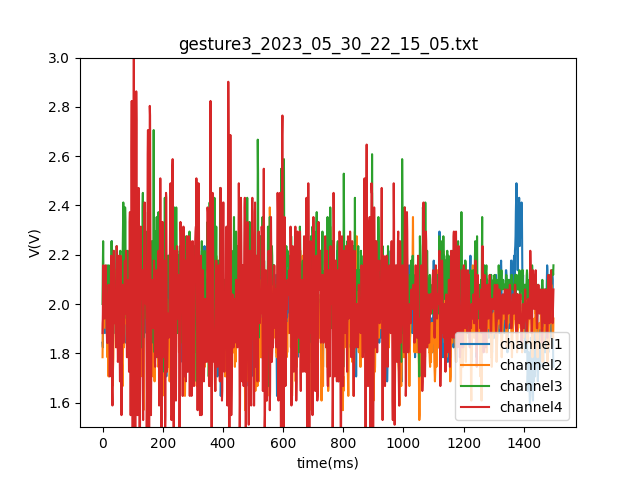 gesture3_2023_05_30_22_15_05.txt
3.0
2.8
2.6
2.4
2.2
2.0
1.8
1.6
V(V)
channel1
channel2
channel3
channel4
0 200 400 600 800 1000 1200 1400
time(ms)